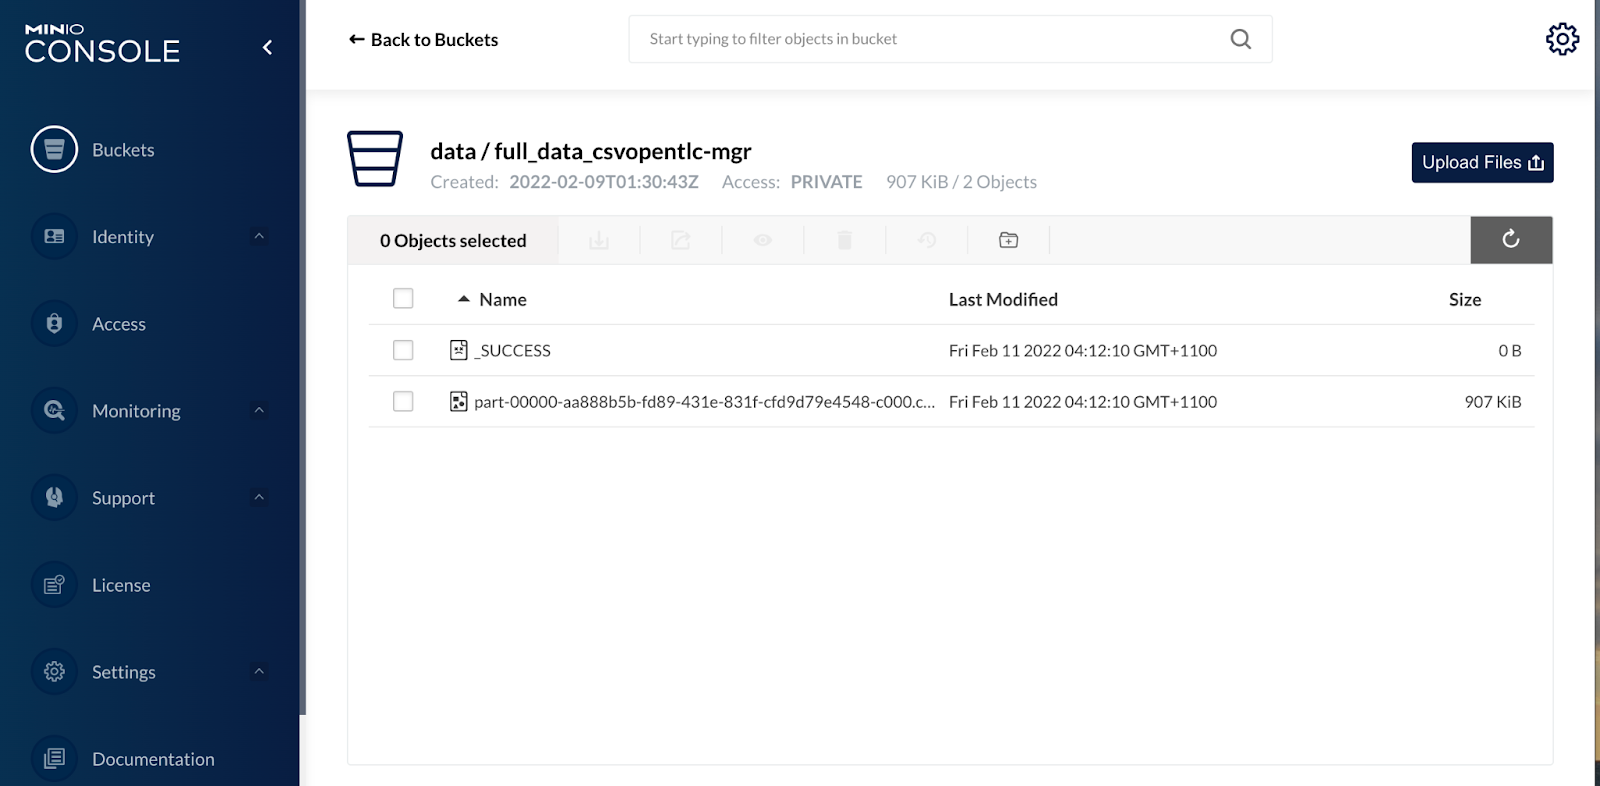 MINIO
CONSOLE
Buckets
Identity
Access
Monitoring
Support
License
Settings
Documentation
← Back to Buckets
Start typing to filter objects in bucket
data / full_data_csvopentlc-mgr
Created: 2022-02-09T01:30:43Z Access: PRIVATE 907 KiB / 2 Objects
Upload Files
0 Objects selected
Name Last Modified Size
_SUCCESS Fri Feb 11 2022 04:12:10 GMT+1100 0 B
part-00000-aa888b5b-fd89-431e-831f-cfd9d79e4548-c000.c... Fri Feb 11 2022 04:12:10 GMT+1100 907 KiB